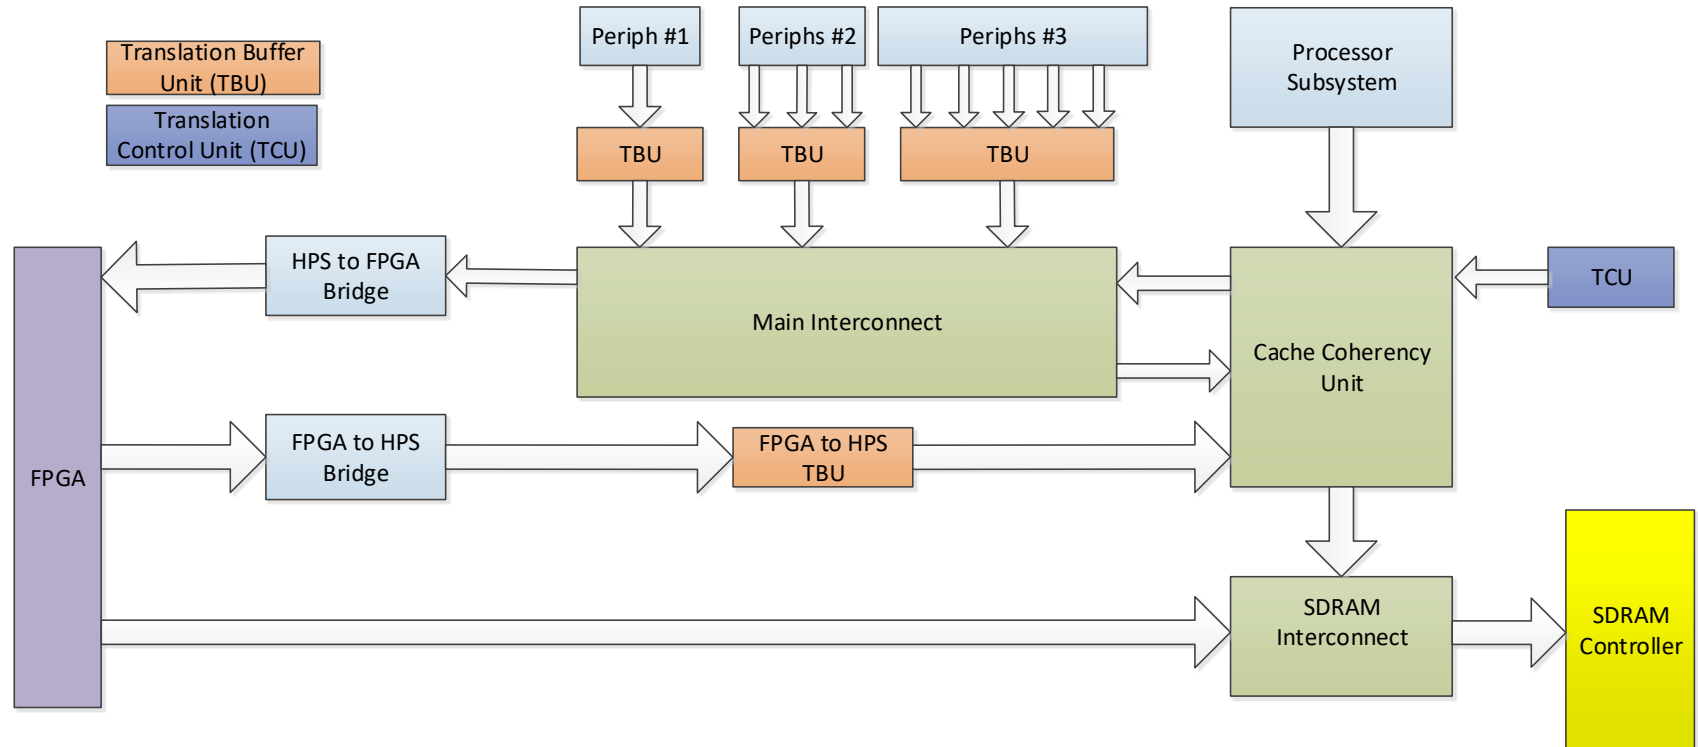 Translation Buffer
Unit (TBU)
Translation
Control Unit (TCU)
Periph #1
Periphs #2
Periphs #3
Processor
Subsystem
TBU
TBU
TBU
HPS to FPGA
Bridge
Main Interconnect
TCU
Cache Coherency
Unit
FPGA
FPGA to HPS
Bridge
FPGA to HPS
TBU
SDRAM
Interconnect
SDRAM
Controller